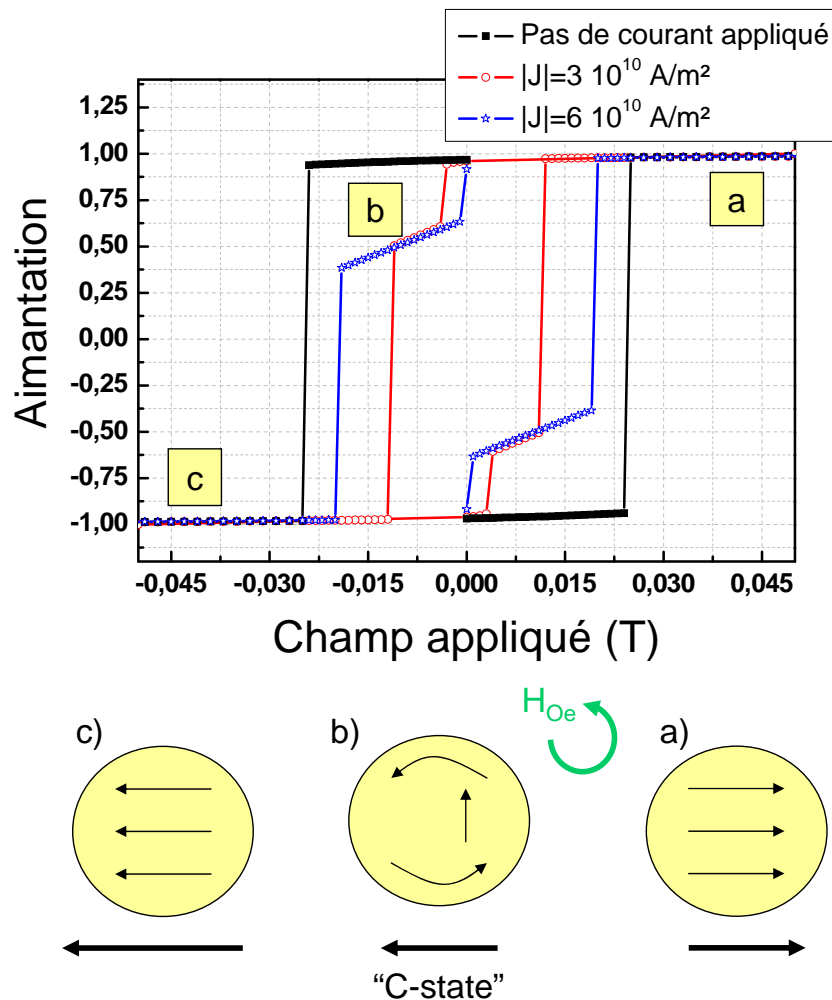 Pas de courant appliqué
|J|=3 10¹⁰ A/m²
|J|=6 10¹⁰ A/m²
1,25
1,00
0,75
0,50
0,25
0,00
-0,25
-0,50
-0,75
-1,00
Aimantation
b
a
c
-0,045 -0,030 -0,015 0,000 0,015 0,030 0,045
Champ appliqué (T)
H_Oe
c) b) a)
“C-state”